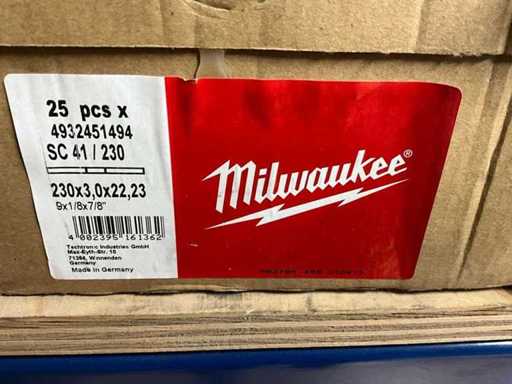 25 pcs x
4932451494
SC 41 / 230
230x3,0x22,23
9x1/8x7/8"
4 002395 161362
Techtronic Industries GmbH
Max-Eyth-Str. 10
71364, Winnenden
Germany
Made in Germany
Milwaukee
®